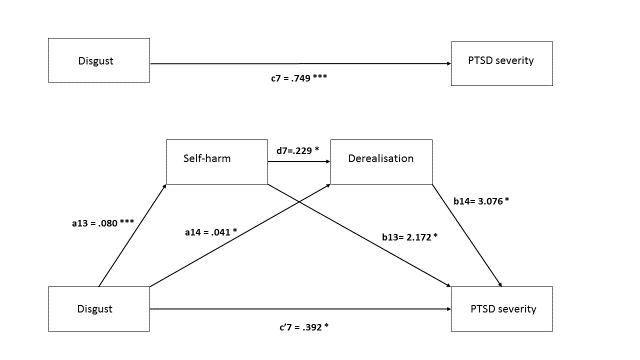 Disgust
PTSD severity
c7 = .749 ***
Self-harm
d7=.229 *
Derealisation
a13 = .080 ***
a14 = .041 *
b13= 2.172 *
b14= 3.076 *
Disgust
PTSD severity
c’7 = .392 *